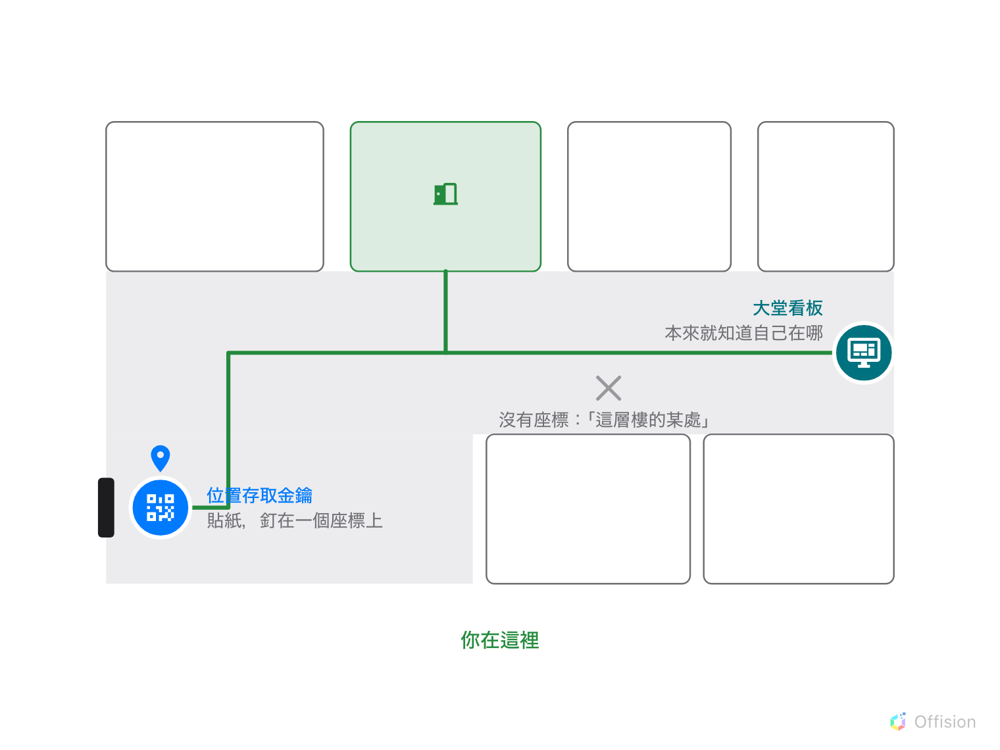 大堂看板
本來就知道自己在哪
沒有座標：「這層樓的某處」
位置存取金鑰
貼紙，釘在一個座標上
你在這裡
Offision